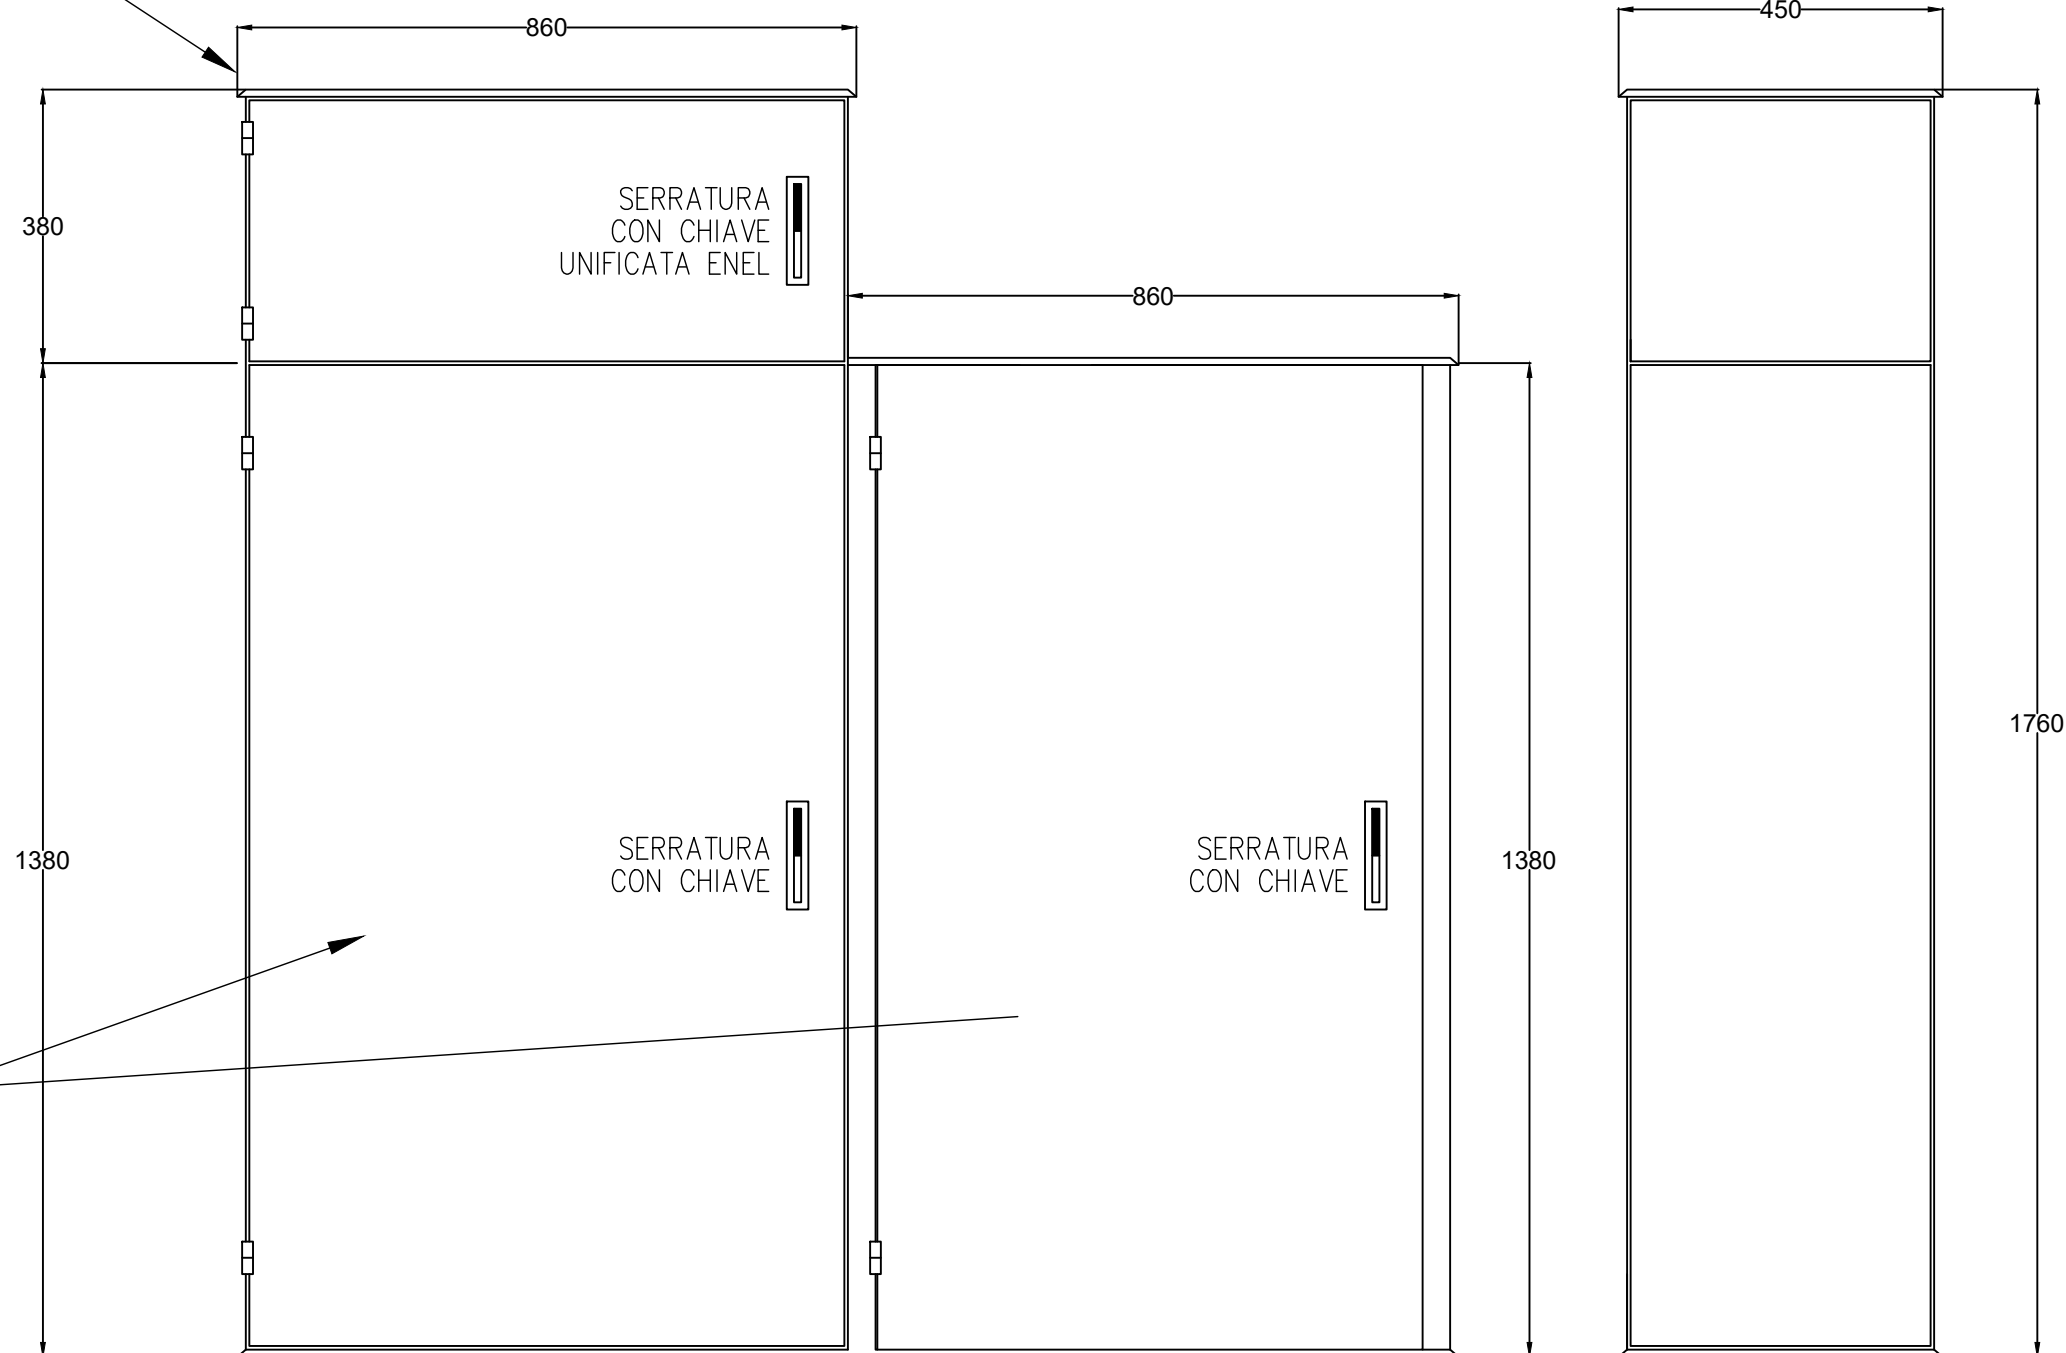 860
450
380
SERRATURA
CON CHIAVE
UNIFICATA ENEL
860
1760
1380
SERRATURA
CON CHIAVE
SERRATURA
CON CHIAVE
1380